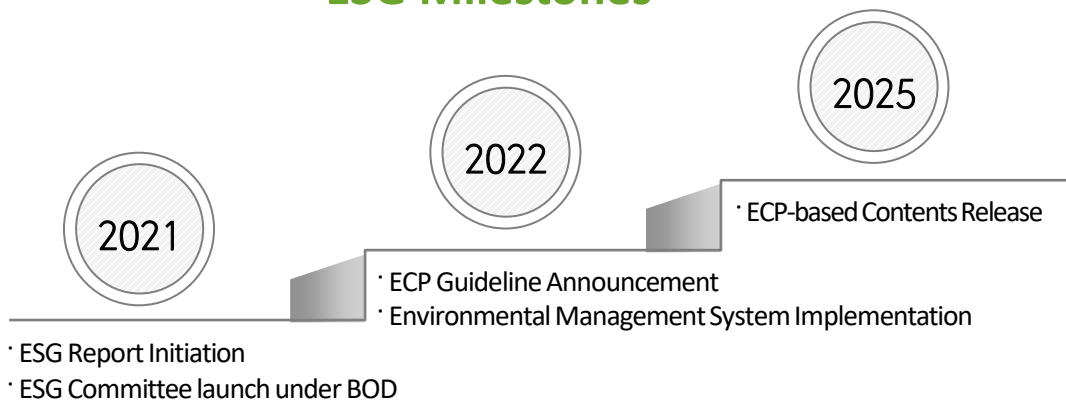 ESG Milestones
2021
2022
2025
· ECP-based Contents Release
· ECP Guideline Announcement
· Environmental Management System Implementation
· ESG Report Initiation
· ESG Committee launch under BOD